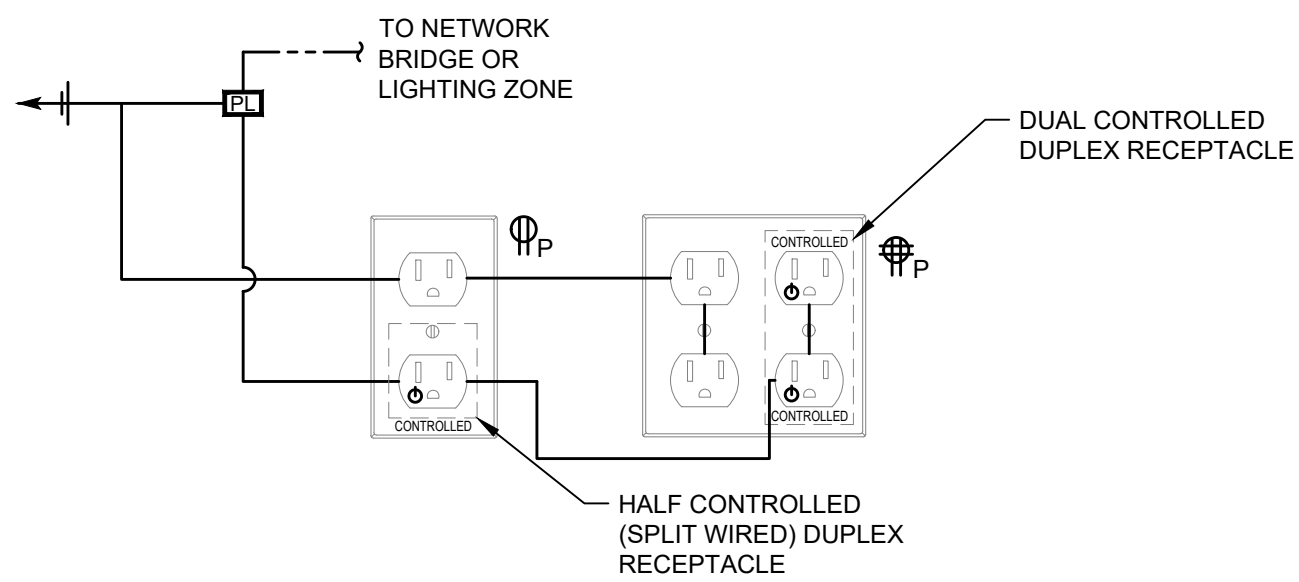 TO NETWORK
BRIDGE OR
LIGHTING ZONE
PL
DUAL CONTROLLED
DUPLEX RECEPTACLE
P
CONTROLLED
P
CONTROLLED
CONTROLLED
HALF CONTROLLED
(SPLIT WIRED) DUPLEX
RECEPTACLE